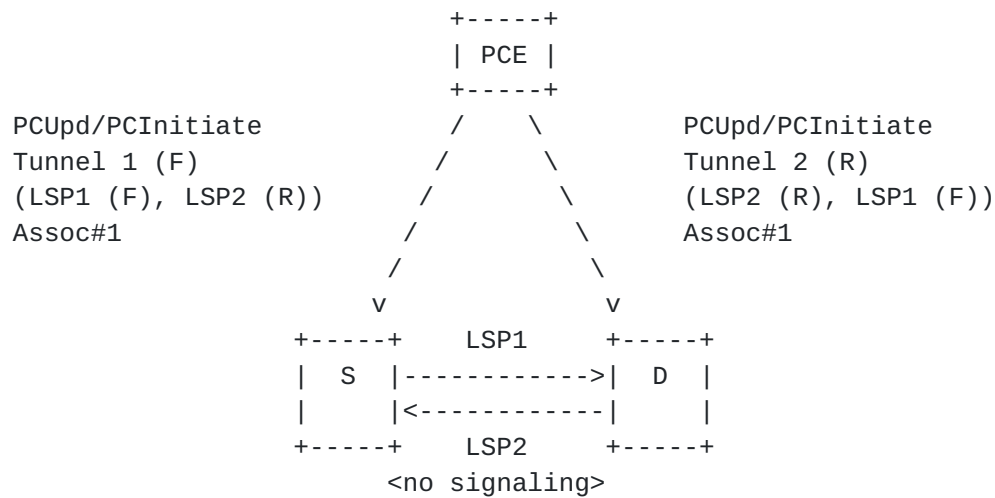 +-----+
| PCE |
+-----+
PCUpd/PCInitiate / \ PCUpd/PCInitiate
Tunnel 1 (F) / \ Tunnel 2 (R)
(LSP1 (F), LSP2 (R)) / \ (LSP2 (R), LSP1 (F))
Assoc#1 / \ Assoc#1
/ \
v v
+-----+ LSP1 +-----+
| S |------------>| D |
| |<------------| |
+-----+ LSP2 +-----+
<no signaling>